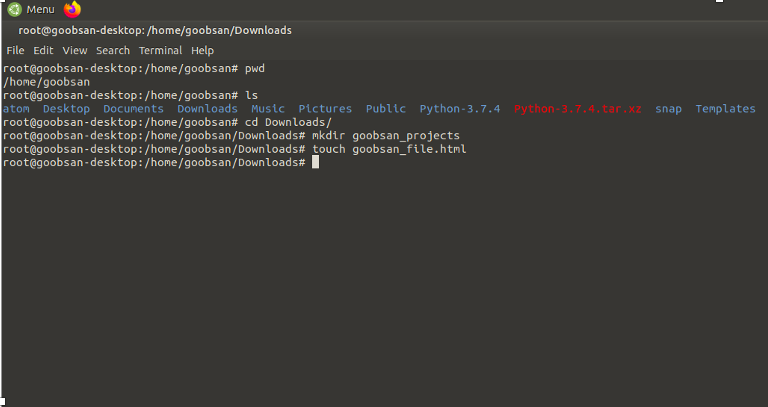 Menu
root@goobsan-desktop: /home/goobsan/Downloads
File Edit View Search Terminal Help
root@goobsan-desktop:/home/goobsan# pwd
/home/goobsan
root@goobsan-desktop:/home/goobsan# ls
atom Desktop Documents Downloads Music Pictures Public Python-3.7.4 Python-3.7.4.tar.xz snap Templates
root@goobsan-desktop:/home/goobsan# cd Downloads/
root@goobsan-desktop:/home/goobsan/Downloads# mkdir goobsan_projects
root@goobsan-desktop:/home/goobsan/Downloads# touch goobsan_file.html
root@goobsan-desktop:/home/goobsan/Downloads#